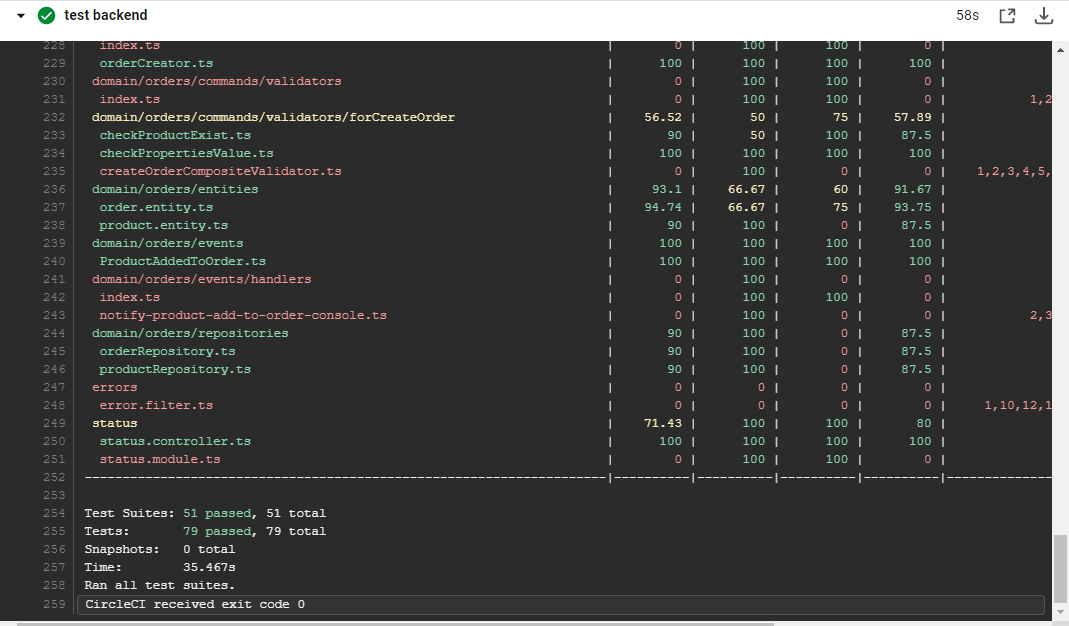 test backend 58s
228 index.ts | 0 | 100 | 100 | 0 |
229 orderCreator.ts | 100 | 100 | 100 | 100 |
230 domain/orders/commands/validators | 0 | 100 | 100 | 0 |
231 index.ts | 0 | 100 | 100 | 0 | 1,2
232 domain/orders/commands/validators/forCreateOrder | 56.52 | 50 | 75 | 57.89 |
233 checkProductExist.ts | 90 | 50 | 100 | 87.5 |
234 checkPropertiesValue.ts | 100 | 100 | 100 | 100 |
235 createOrderCompositeValidator.ts | 0 | 100 | 0 | 0 | 1,2,3,4,5,
236 domain/orders/entities | 93.1 | 66.67 | 60 | 91.67 |
237 order.entity.ts | 94.74 | 66.67 | 75 | 93.75 |
238 product.entity.ts | 90 | 100 | 0 | 87.5 |
239 domain/orders/events | 100 | 100 | 100 | 100 |
240 ProductAddedToOrder.ts | 100 | 100 | 100 | 100 |
241 domain/orders/events/handlers | 0 | 100 | 0 | 0 |
242 index.ts | 0 | 100 | 100 | 0 |
243 notify-product-add-to-order-console.ts | 0 | 100 | 0 | 0 | 2,3
244 domain/orders/repositories | 90 | 100 | 0 | 87.5 |
245 orderRepository.ts | 90 | 100 | 0 | 87.5 |
246 productRepository.ts | 90 | 100 | 0 | 87.5 |
247 errors | 0 | 0 | 0 | 0 |
248 error.filter.ts | 0 | 0 | 0 | 0 | 1,10,12,1
249 status | 71.43 | 100 | 100 | 80 |
250 status.controller.ts | 100 | 100 | 100 | 100 |
251 status.module.ts | 0 | 100 | 100 | 0 |
252 ----------------------------------------------------------------------|----------|----------|----------|----------|--------------
253
254 Test Suites: 51 passed, 51 total
255 Tests: 79 passed, 79 total
256 Snapshots: 0 total
257 Time: 35.467s
258 Ran all test suites.
259 CircleCI received exit code 0